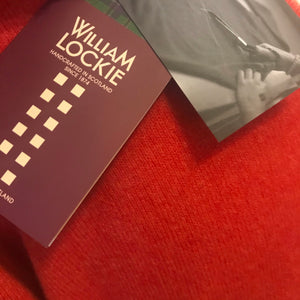 WILLIAM
LOCKIE
HANDCRAFTED IN SCOTLAND
SINCE 1874